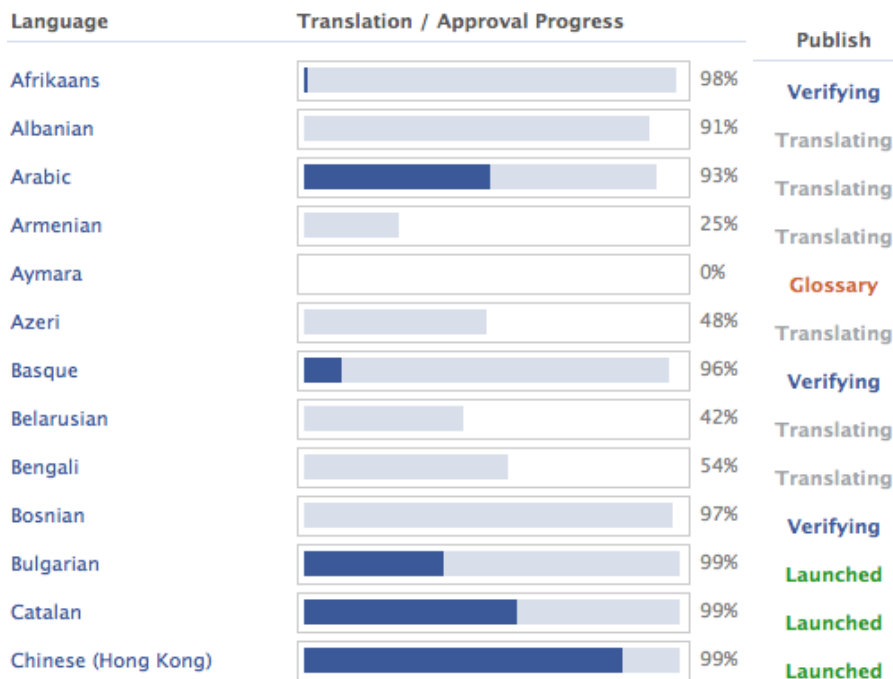 Language Translation / Approval Progress Publish
Afrikaans 98% Verifying
Albanian 91% Translating
Arabic 93% Translating
Armenian 25% Translating
Aymara 0% Glossary
Azeri 48% Translating
Basque 96% Verifying
Belarusian 42% Translating
Bengali 54% Translating
Bosnian 97% Verifying
Bulgarian 99% Launched
Catalan 99% Launched
Chinese (Hong Kong) 99% Launched